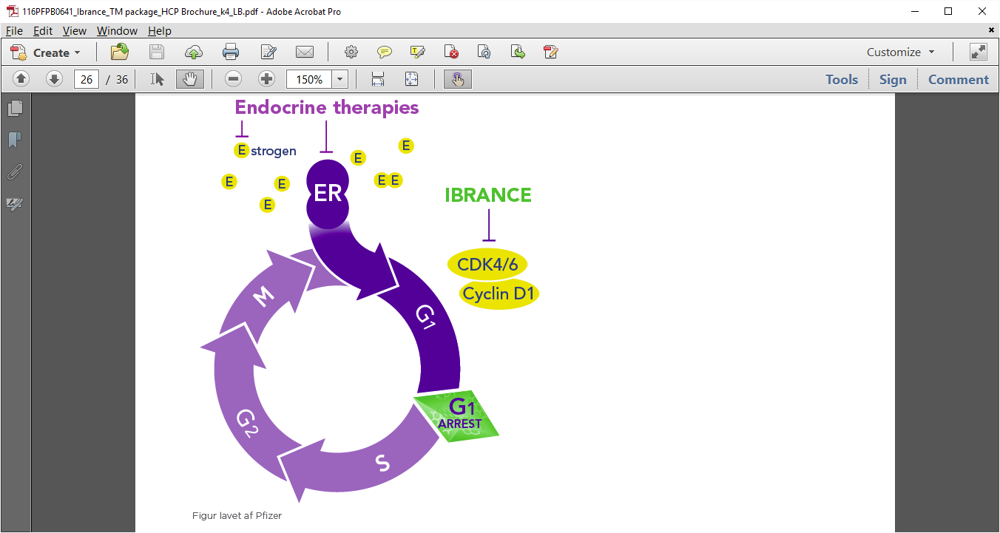 116PFPB0641_Ibrance_TM package_HCP Brochure_k4_LB.pdf - Adobe Acrobat Pro
File Edit View Window Help
Create
Customize
26 / 36
150%
Tools Sign Comment
Endocrine therapies
Estrogen
E
E
E
E
E
E E
ER
IBRANCE
CDK4/6
Cyclin D1
M
G1
G1
ARREST
G2
S
Figur lavet af Pfizer